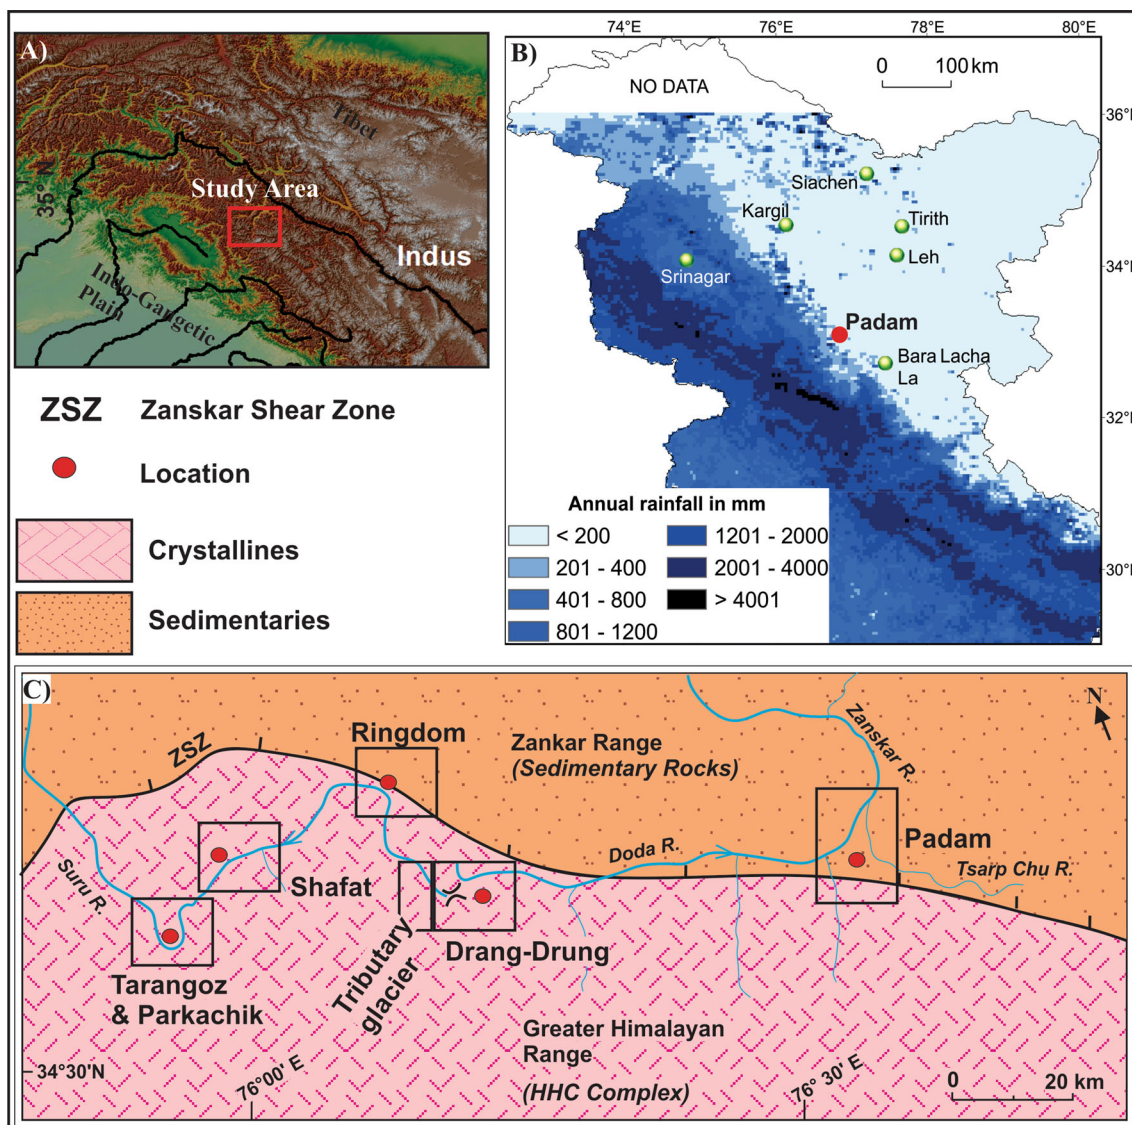 A)
Tibet
35° N
Study Area
Indus
Indo-Gangetic
Plain
ZSZ Zanskar Shear Zone
Location
Crystallines
Sedimentaries
B)
74°E 76°E 78°E 80°E
0 100 km
NO DATA
36°N
Siachen
Kargil
Tirith
Srinagar
Leh
34°N
Padam
Bara Lacha
La
32°N
30°N
Annual rainfall in mm
< 200
201 - 400
401 - 800
801 - 1200
1201 - 2000
2001 - 4000
> 4001
C)
N
ZSZ
Ringdom
Zankar Range
(Sedimentary Rocks)
Zanskar R.
Suru R.
Shafat
Doda R.
Padam
Tsarp Chu R.
Tarangoz
& Parkachik
Tributary
glacier
Drang-Drung
Greater Himalayan
Range
(HHC Complex)
34°30'N
76°00' E
76° 30' E
0 20 km